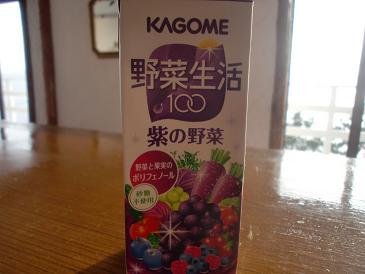 KAGOME
野菜生活
100
紫の野菜
野菜と果実の
ポリフェノール
砂糖
不使用